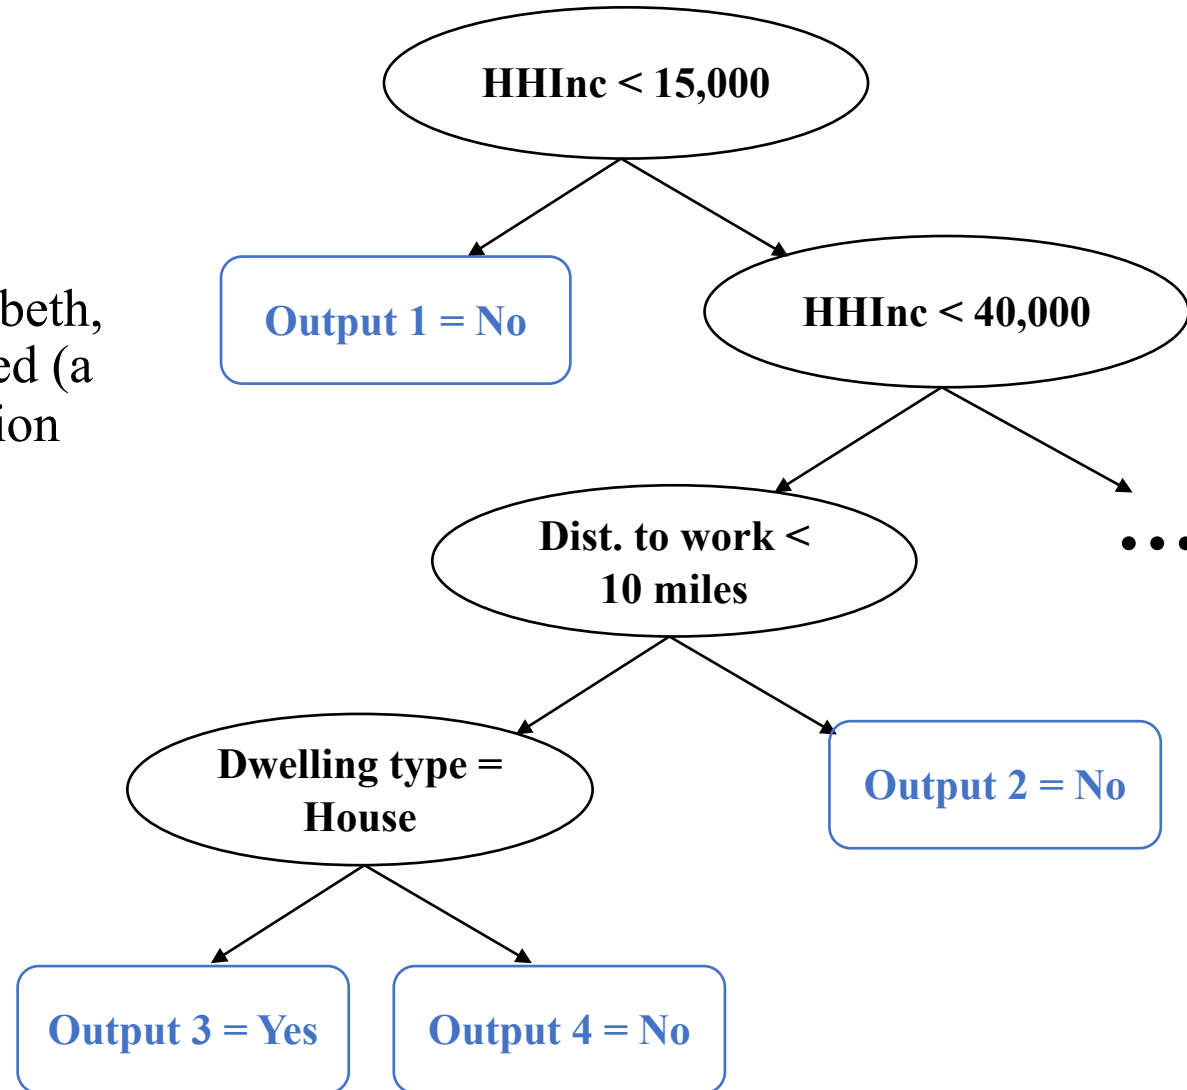 HHInc < 15,000
beth,
ed (a
ion
Output 1 = No
HHInc < 40,000
Dist. to work <
10 miles
...
Dwelling type =
House
Output 2 = No
Output 3 = Yes
Output 4 = No